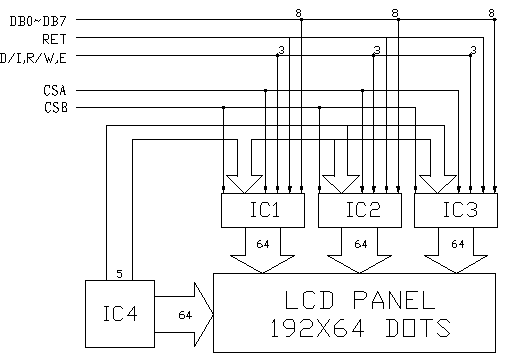 8 8 8
DB0~DB7
RET
3 3 3
D/I,R/W,E
CSA
CSB
IC1 IC2 IC3
64 64 64
5
IC4
64
LCD PANEL
192X64 DOTS